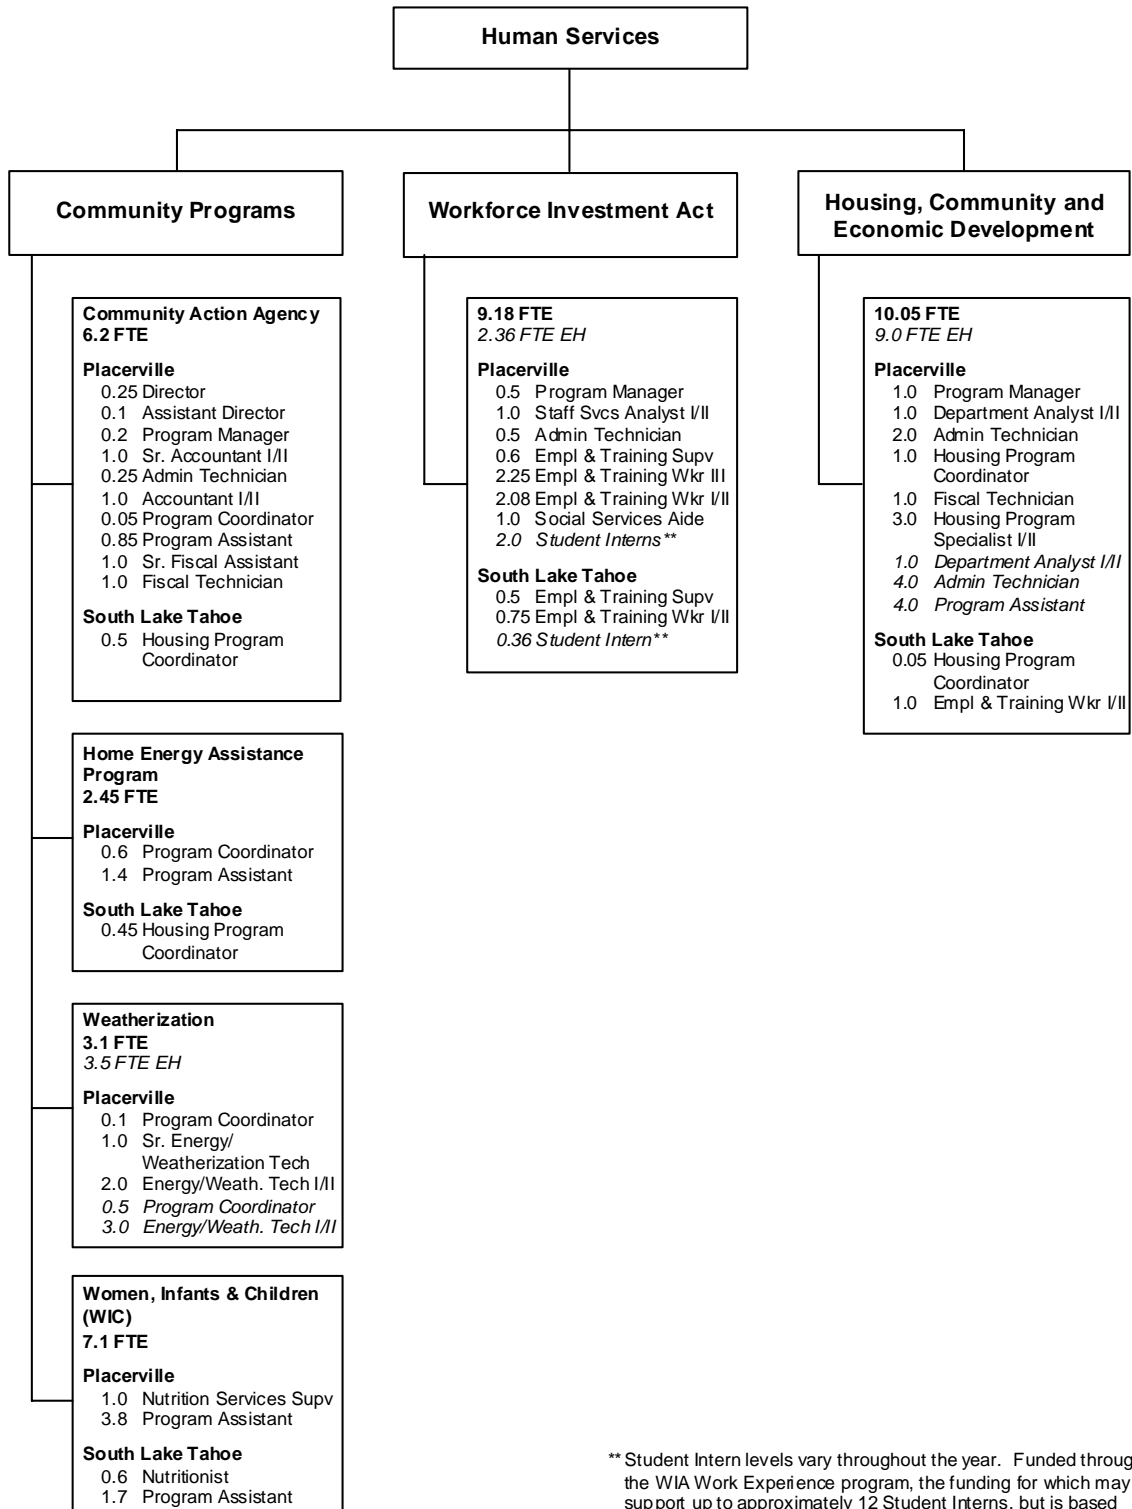 Human Services
Community Programs
Workforce Investment Act
Housing, Community and
Economic Development
Community Action Agency
6.2 FTE
Placerville
0.25 Director
0.1 Assistant Director
0.2 Program Manager
1.0 Sr. Accountant I/II
0.25 Admin Technician
1.0 Accountant I/II
0.05 Program Coordinator
0.85 Program Assistant
1.0 Sr. Fiscal Assistant
1.0 Fiscal Technician
South Lake Tahoe
0.5 Housing Program
Coordinator
Home Energy Assistance
Program
2.45 FTE
Placerville
0.6 Program Coordinator
1.4 Program Assistant
South Lake Tahoe
0.45 Housing Program
Coordinator
Weatherization
3.1 FTE
3.5 FTE EH
Placerville
0.1 Program Coordinator
1.0 Sr. Energy/
Weatherization Tech
2.0 Energy/Weath. Tech I/II
0.5 Program Coordinator
3.0 Energy/Weath. Tech I/II
Women, Infants & Children
(WIC)
7.1 FTE
Placerville
1.0 Nutrition Services Supv
3.8 Program Assistant
South Lake Tahoe
0.6 Nutritionist
1.7 Program Assistant
9.18 FTE
2.36 FTE EH
Placerville
0.5 Program Manager
1.0 Staff Svcs Analyst I/II
0.5 Admin Technician
0.6 Empl & Training Supv
2.25 Empl & Training Wkr III
2.08 Empl & Training Wkr I/II
1.0 Social Services Aide
2.0 Student Interns**
South Lake Tahoe
0.5 Empl & Training Supv
0.75 Empl & Training Wkr I/II
0.36 Student Intern**
10.05 FTE
9.0 FTE EH
Placerville
1.0 Program Manager
1.0 Department Analyst I/II
2.0 Admin Technician
1.0 Housing Program
Coordinator
1.0 Fiscal Technician
3.0 Housing Program
Specialist I/II
1.0 Department Analyst I/II
4.0 Admin Technician
4.0 Program Assistant
South Lake Tahoe
0.05 Housing Program
Coordinator
1.0 Empl & Training Wkr I/II
** Student Intern levels vary throughout the year. Funded
the WIA Work Experience program, the funding for which may
support up to approximately 12 Student Interns, but is based